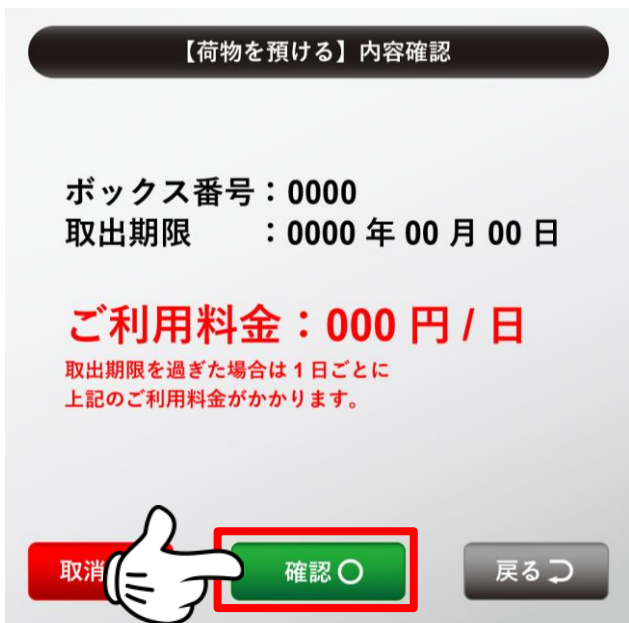 【荷物を預ける】内容確認
ボックス番号：0000
取出期限　　：0000 年 00 月 00 日
ご利用料金：000 円 / 日
取出期限を過ぎた場合は 1 日ごとに
上記のご利用料金がかかります。
取消
確認○
戻る